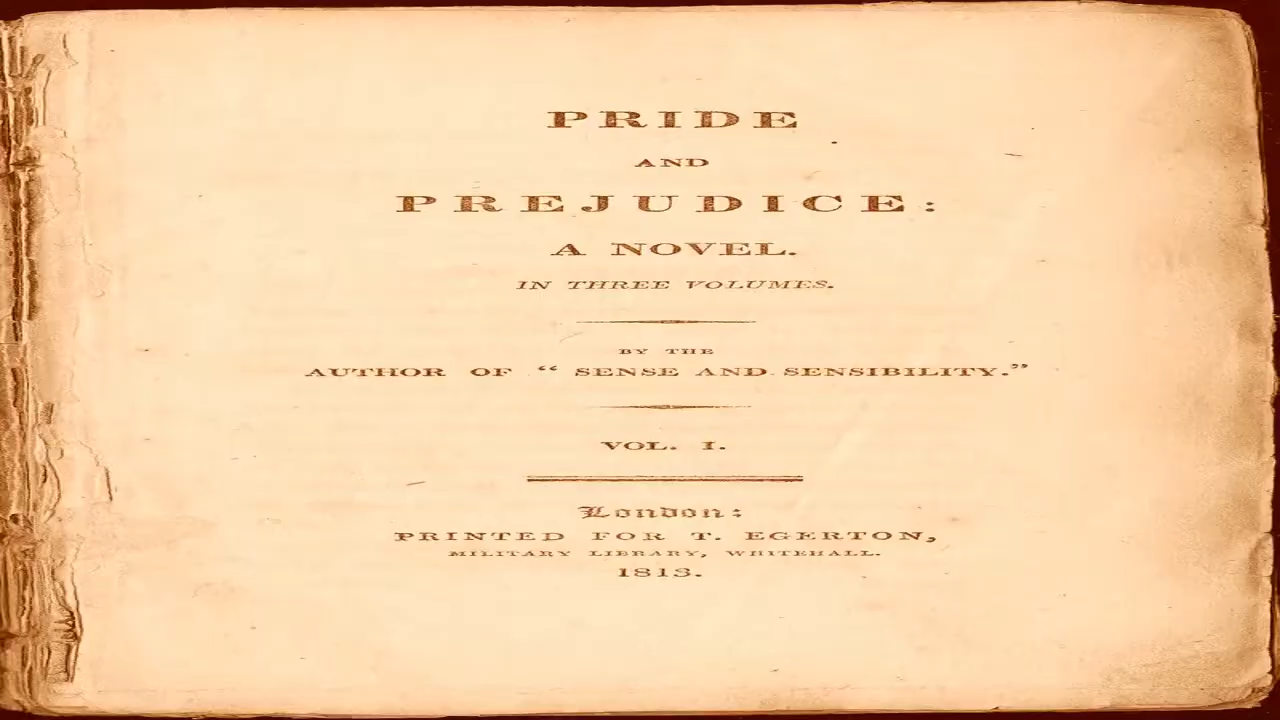 PRIDE
AND
PREJUDICE:
A NOVEL.
IN THREE VOLUMES.
BY THE
AUTHOR OF “ SENSE AND SENSIBILITY.”
VOL. I.
London:
PRINTED FOR T. EGERTON,
MILITARY LIBRARY, WHITEHALL.
1813.